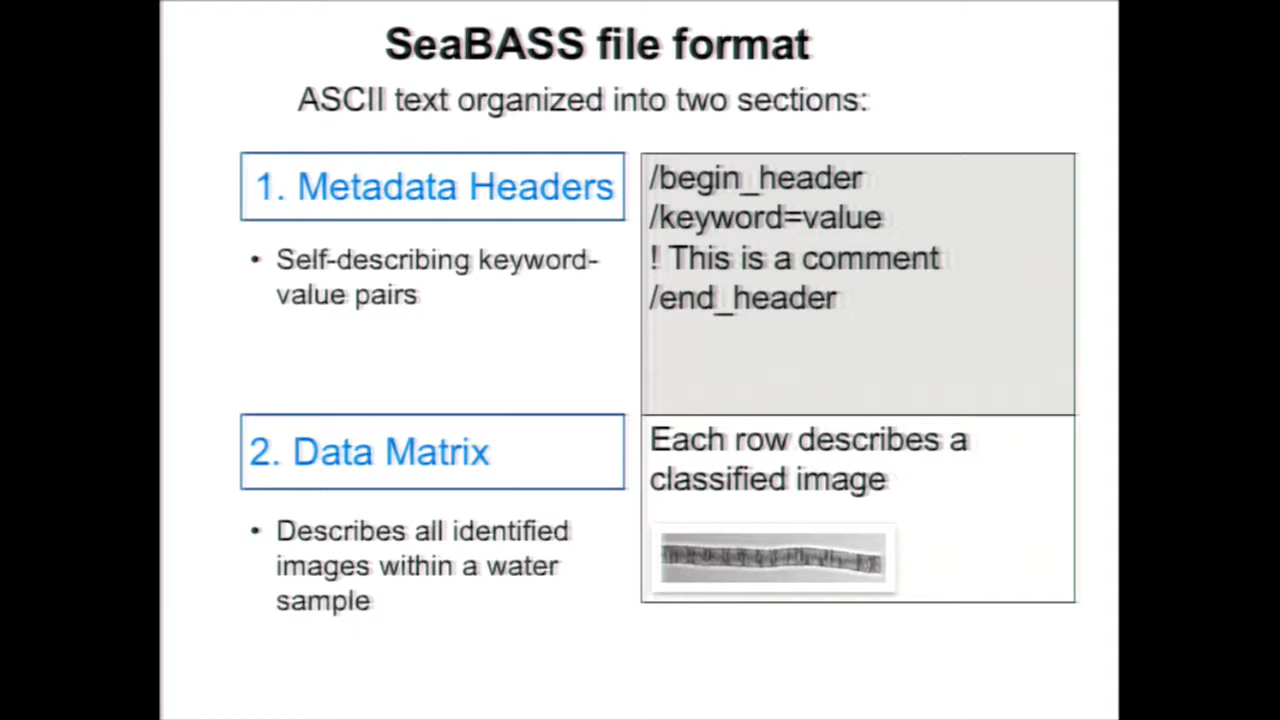 SeaBASS file format
ASCII text organized into two sections:
1. Metadata Headers
• Self-describing keyword-
value pairs
/begin_header
/keyword=value
! This is a comment
/end_header
2. Data Matrix
• Describes all identified
images within a water
sample
Each row describes a
classified image